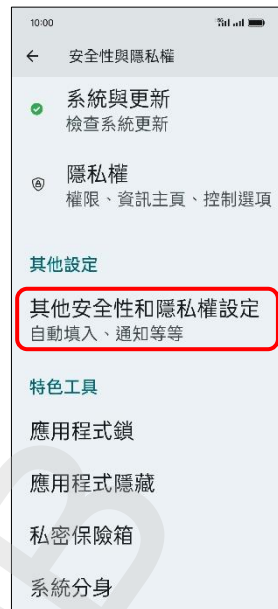 10:00
安全性與隱私權
系統與更新
檢查系統更新
隱私權
權限、資訊主頁、控制選項
其他設定
其他安全性和隱私權設定
自動填入、通知等等
特色工具
應用程式鎖
應用程式隱藏
私密保險箱
系統分身